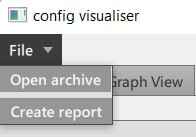 config visualiser
File
Open archive
Graph View
Create report